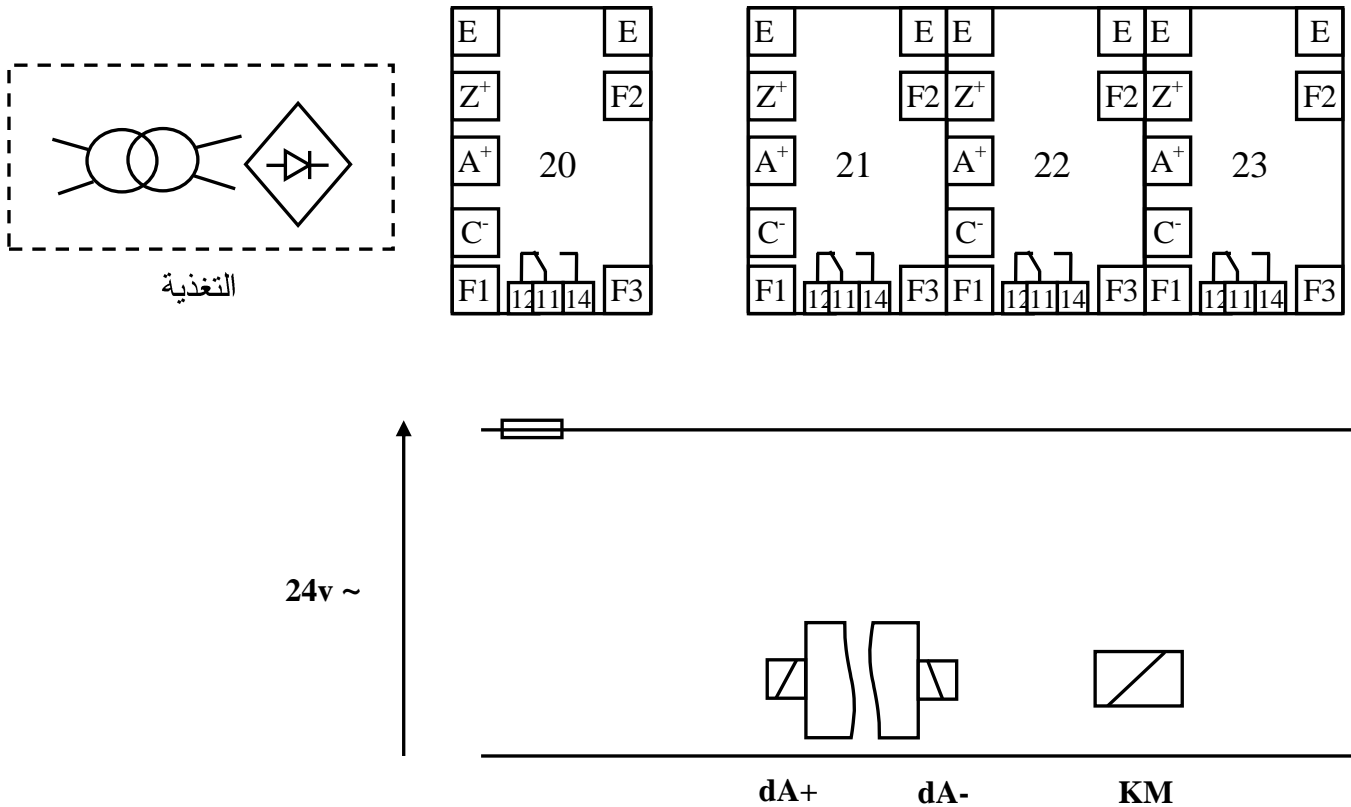 E E E E E E E E
Z⁺ F2 Z⁺ F2 Z⁺ F2 Z⁺ F2
A⁺ 20 A⁺ 21 A⁺ 22 A⁺ 23
C⁻ C⁻ C⁻ C⁻
التغذية
F1 12 11 14 F3 F1 12 11 14 F3 F1 12 11 14 F3 F1 12 11 14 F3
24v ~
dA+ dA- KM